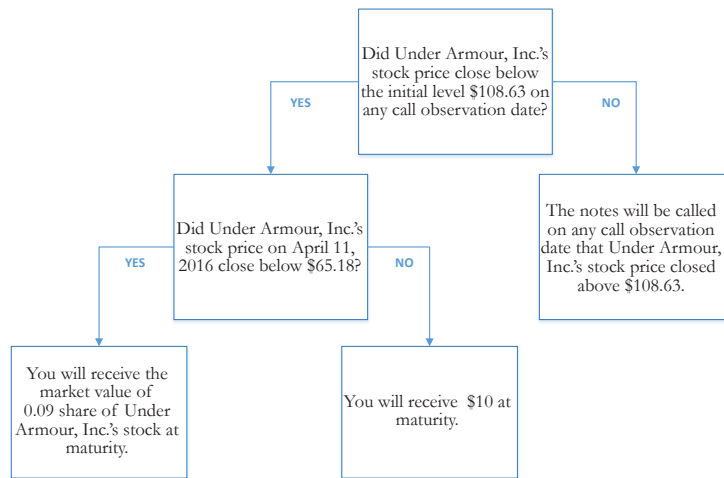 Did Under Armour, Inc.'s
stock price close below
the initial level $108.63 on
any call observation date?
YES
NO
Did Under Armour, Inc.'s
stock price on April 11,
2016 close below $65.18?
The notes will be called
on any call observation
date that Under Armour,
Inc.'s stock price closed
above $108.63.
YES
NO
You will receive the
market value of
0.09 share of Under
Armour, Inc.'s stock at
maturity.
You will receive $10 at
maturity.